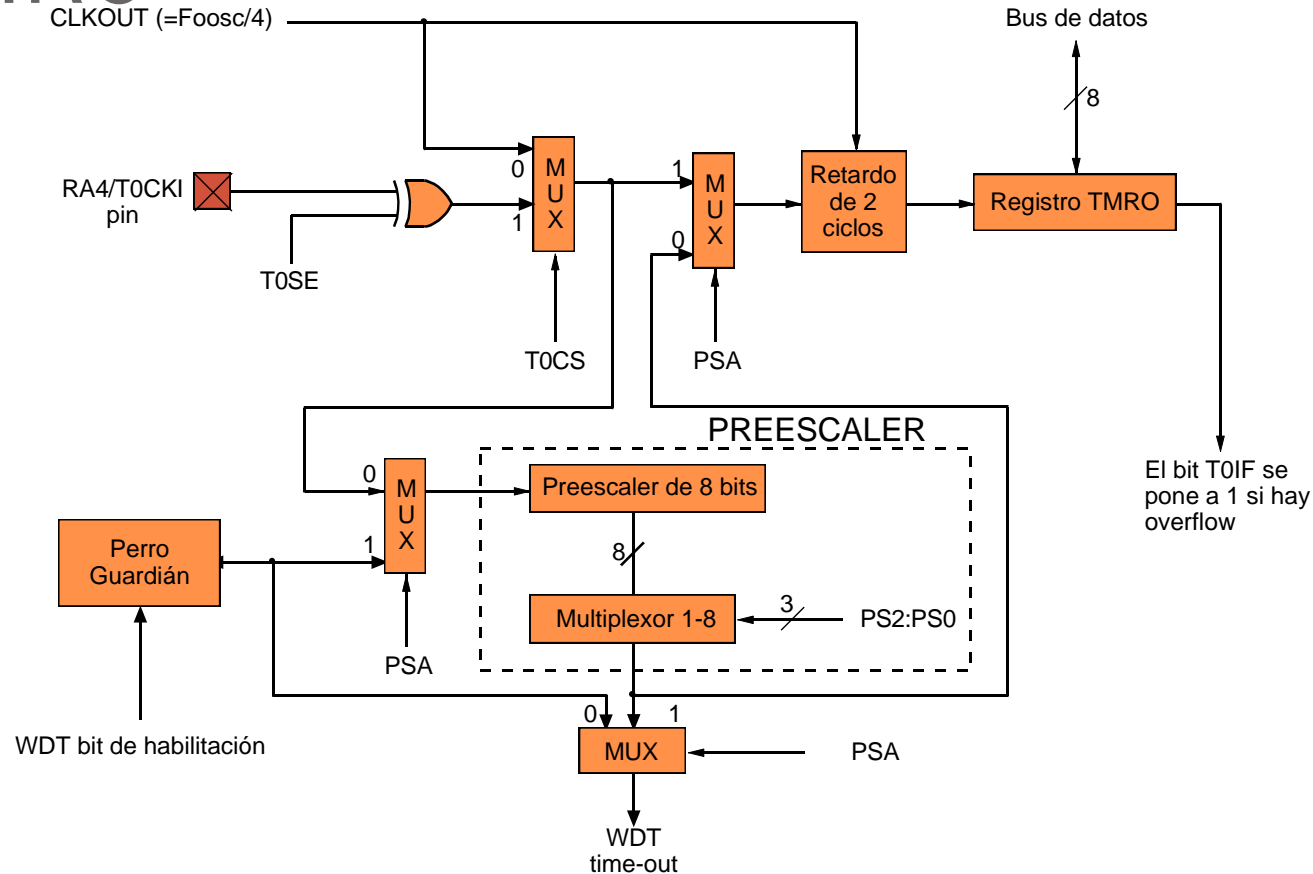 CLKOUT (=Foosc/4)
Bus de datos
8
RA4/T0CKI
pin
T0SE
0
1
M
U
X
T0CS
1
0
M
U
X
PSA
Retardo
de 2
ciclos
Registro TMRO
El bit T0IF se
pone a 1 si hay
overflow
PREESCALER
0
1
M
U
X
PSA
Preescaler de 8 bits
8
Multiplexor 1-8
3
PS2:PS0
Perro
Guardián
WDT bit de habilitación
0
1
MUX
PSA
WDT
time-out